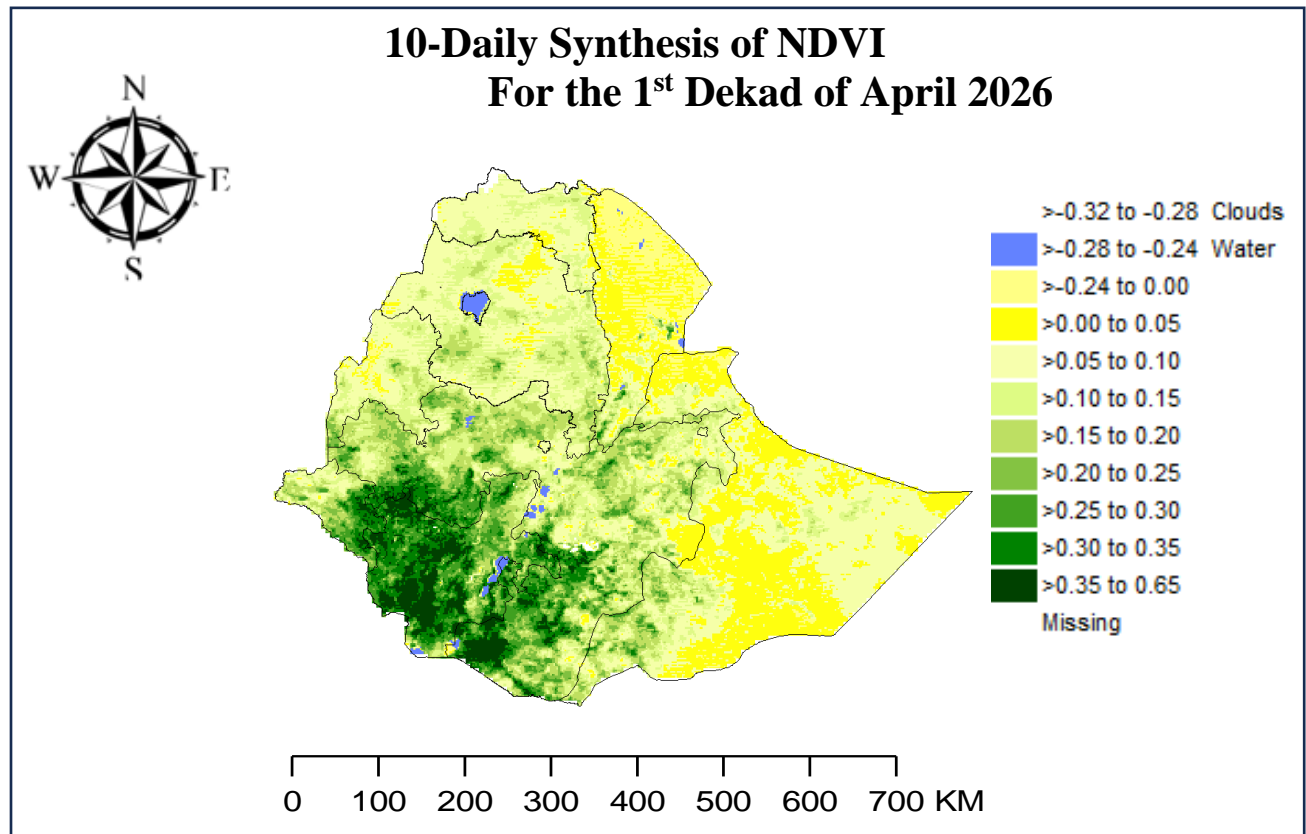 10-Daily Synthesis of NDVI
For the 1st Dekad of April 2026
N
W
E
S
>-0.32 to -0.28 Clouds
>-0.28 to -0.24 Water
>-0.24 to 0.00
>0.00 to 0.05
>0.05 to 0.10
>0.10 to 0.15
>0.15 to 0.20
>0.20 to 0.25
>0.25 to 0.30
>0.30 to 0.35
>0.35 to 0.65
Missing
0 100 200 300 400 500 600 700 KM